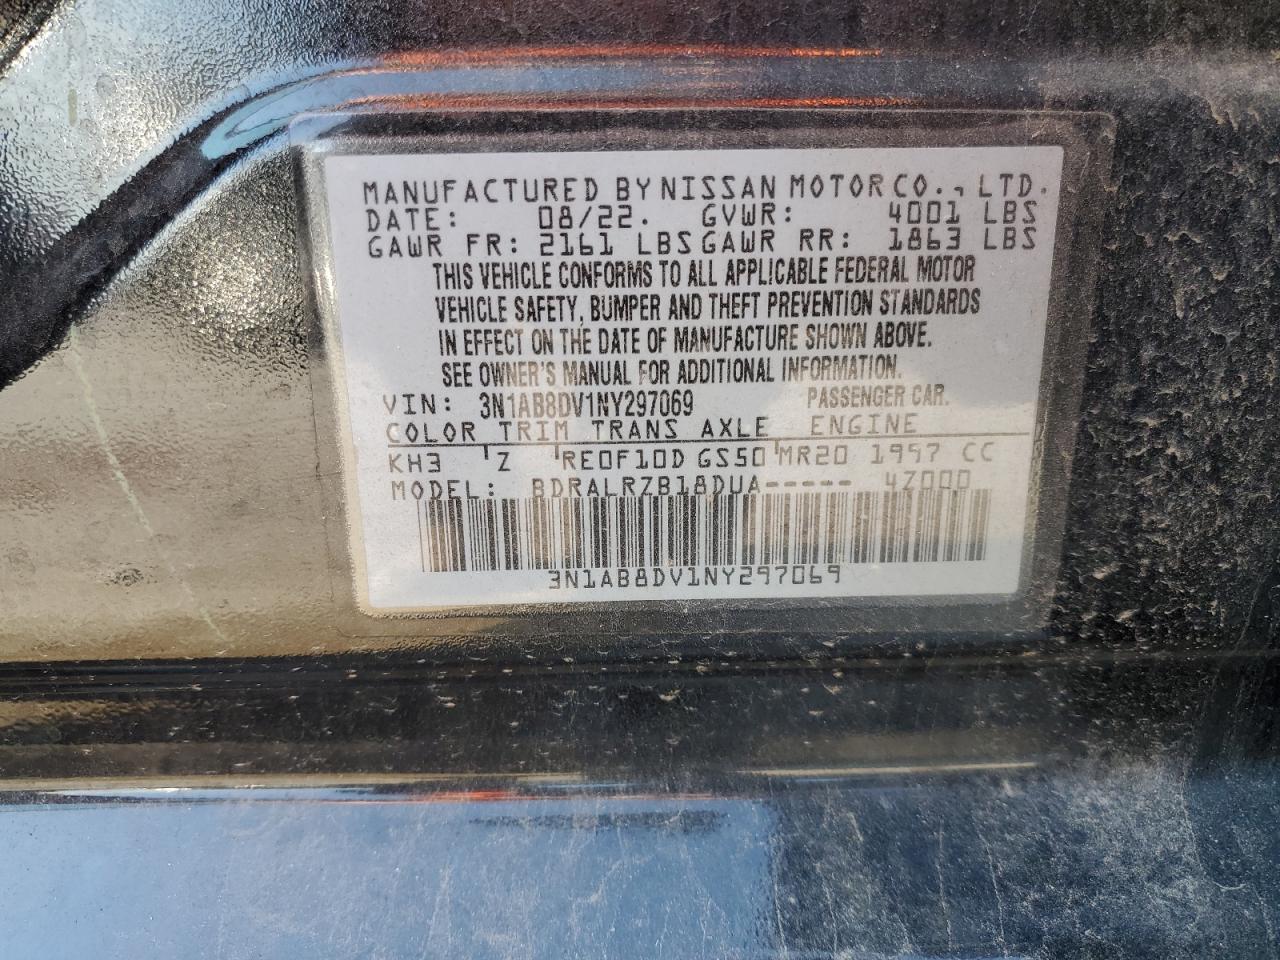 MANUFACTURED BY NISSAN MOTOR CO., LTD.
DATE: 08/22. GVWR: 4001 LBS
GAWR FR: 2161 LBS GAWR RR: 1863 LBS
THIS VEHICLE CONFORMS TO ALL APPLICABLE FEDERAL MOTOR
VEHICLE SAFETY, BUMPER AND THEFT PREVENTION STANDARDS
IN EFFECT ON THE DATE OF MANUFACTURE SHOWN ABOVE.
SEE OWNER'S MANUAL FOR ADDITIONAL INFORMATION.
VIN: 3N1AB8DV1NY297069 PASSENGER CAR.
COLOR TRIM TRANS AXLE ENGINE
KH3 Z RE0F10D GS50 MR20 1997 CC
MODEL: BDRALRZB18DUA----- 4Z000
3N1AB8DV1NY297069